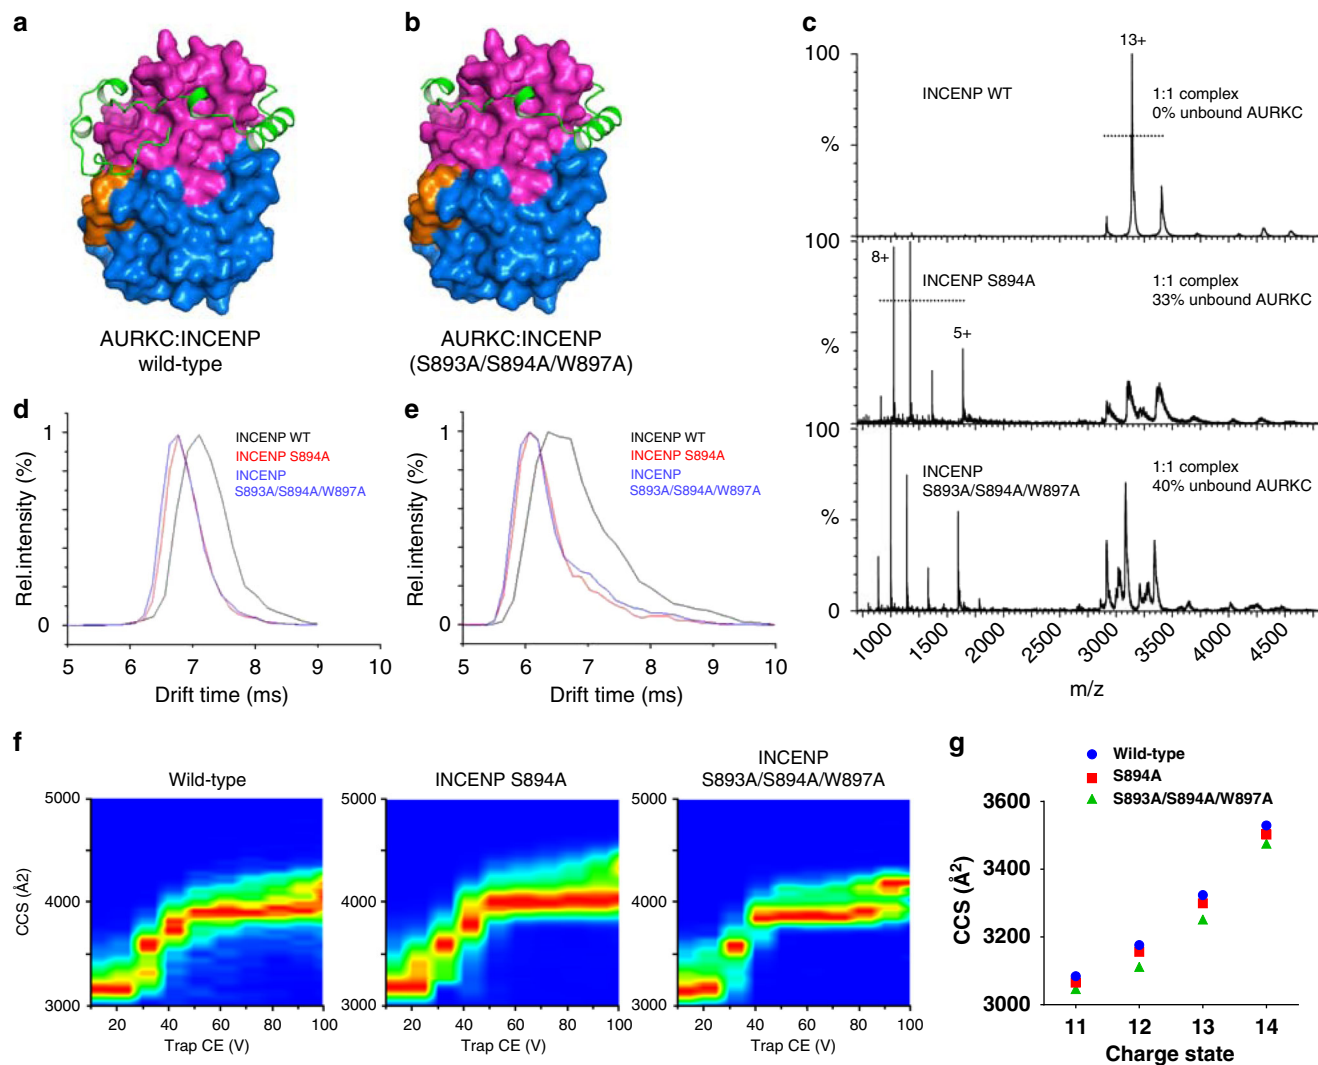 a
AURKC:INCENP
wild-type
b
AURKC:INCENP
(S893A/S894A/W897A)
c
100
%
13+
INCENP WT
1:1 complex
0% unbound AURKC
100
%
8+
5+
INCENP S894A
1:1 complex
33% unbound AURKC
100
%
0
INCENP
S893A/S894A/W897A
1:1 complex
40% unbound AURKC
1000 1500 2000 2500 3000 3500 4000 4500
m/z
d
Rel.intensity (%)
1
0
INCENP WT
INCENP S894A
INCENP
S893A/S894A/W897A
5 6 7 8 9 10
Drift time (ms)
e
Rel.intensity (%)
1
0
INCENP WT
INCENP S894A
INCENP
S893A/S894A/W897A
5 6 7 8 9 10
Drift time (ms)
f
Wild-type
CCS (Å2)
5000
4000
3000
20 40 60 80 100
Trap CE (V)
INCENP S894A
5000
4000
3000
20 40 60 80 100
Trap CE (V)
INCENP
S893A/S894A/W897A
5000
4000
3000
20 40 60 80 100
Trap CE (V)
g
Wild-type
S894A
S893A/S894A/W897A
CCS (Å²)
3600
3400
3200
3000
11 12 13 14
Charge state